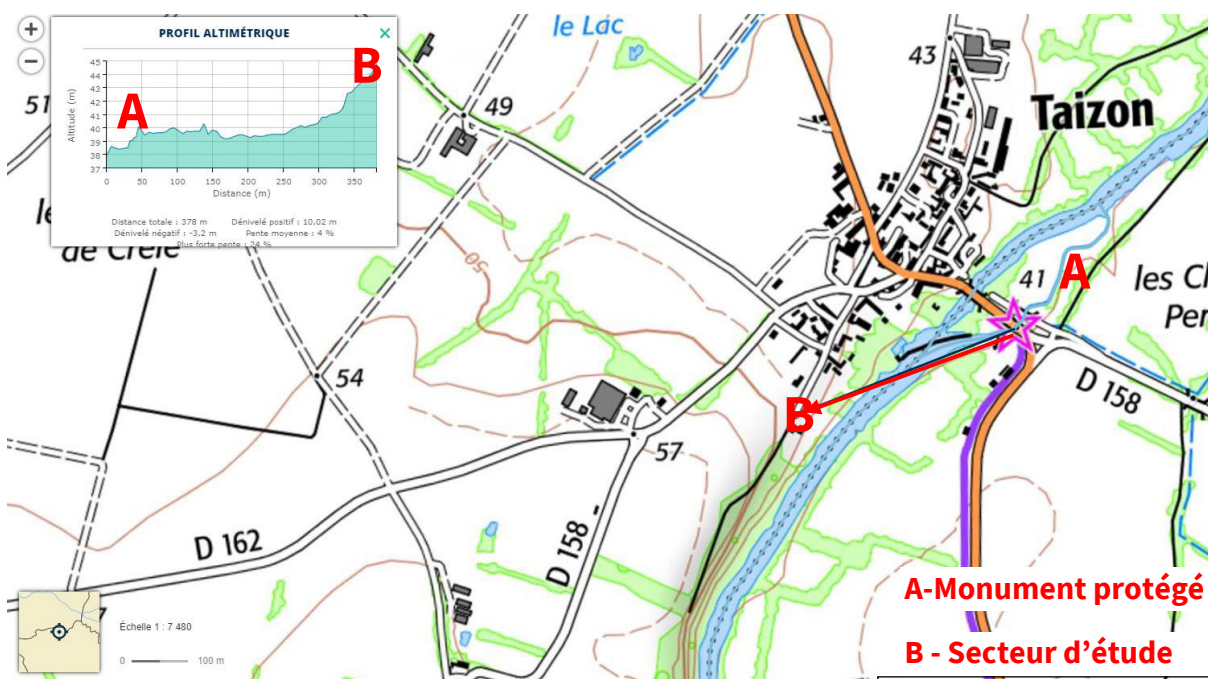 PROFIL ALTIMÉTRIQUE
×
Altitude (m)
45
44
43
42
41
40
39
38
37
A
B
0 50 100 150 200 250 300 350
Distance (m)
Distance totale : 378 m Dénivelé positif : 10,02 m
Dénivelé négatif : -3,2 m Pente moyenne : 4 %
Plus forte pente : 24 %
+
−
51
le Lac
43
49
Taizon
de Crele
50
41
A
les Cl
Per
54
B
D 158
57
D 162
D 158
A-Monument protégé
B - Secteur d’étude
Échelle 1 : 7 480
0 100 m